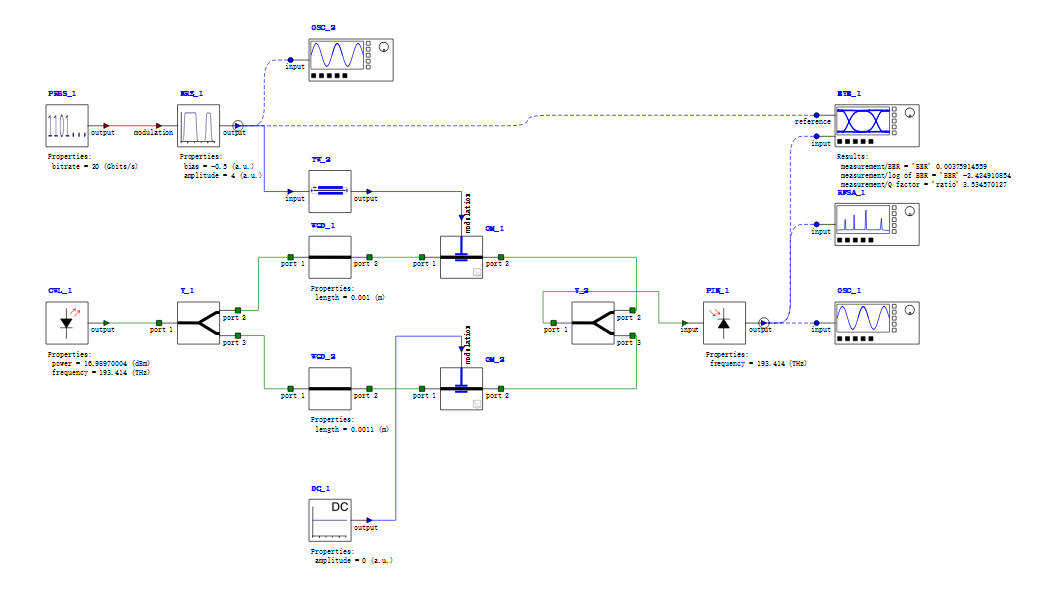 OSC_2
input
PRBS_1
output
Properties:
bitrate = 20 (Gbits/s)
NRZ_1
modulation
output
Properties:
bias = -0.5 (a.u.)
amplitude = 4 (a.u.)
EYE_1
reference
input
Results:
measurement/BER = 'BER' 0.00375914559
measurement/log of BER = 'BER' -2.424910854
measurement/Q factor = 'ratio' 3.534570127
TW_2
input
output
modulation
RFSA_1
input
WGD_1
port 1
port 2
Properties:
length = 0.001 (m)
OM_1
port 1
port 2
CWL_1
output
Properties:
power = 16.98970004 (dBm)
frequency = 193.414 (THz)
Y_1
port 1
port 2
port 3
Y_2
port 1
port 2
port 3
PIN_1
input
output
Properties:
frequency = 193.414 (THz)
OSC_1
input
modulation
WGD_2
port 1
port 2
Properties:
length = 0.0011 (m)
OM_2
port 1
port 2
DC_1
DC
output
Properties:
amplitude = 0 (a.u.)